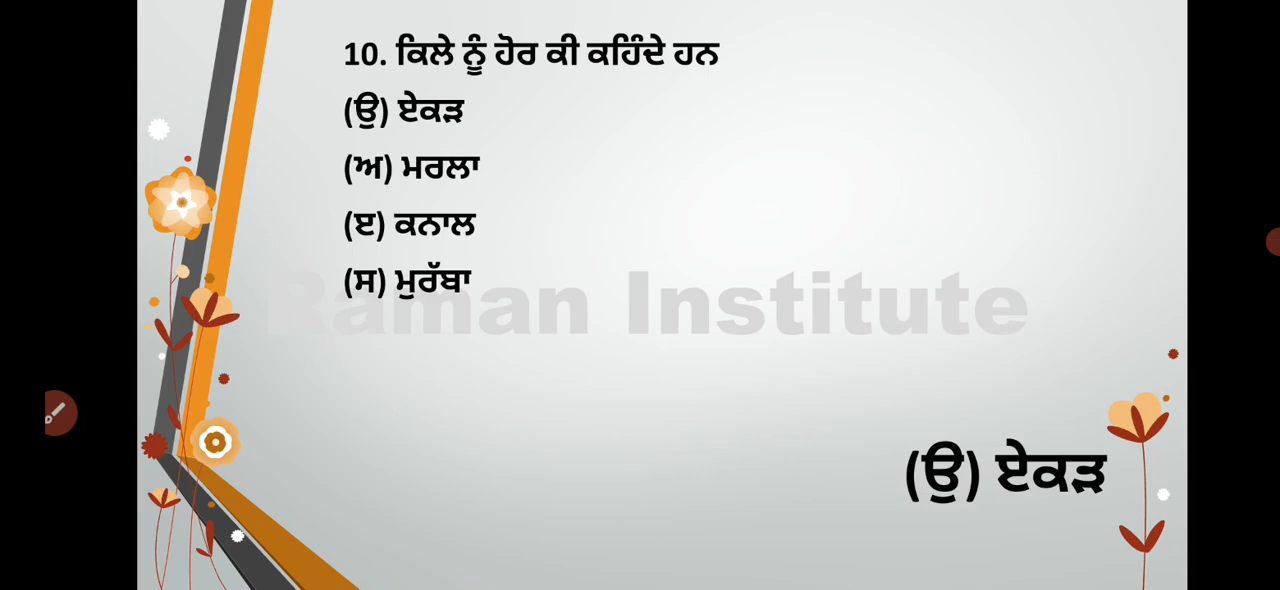 10. ਕਿਲੇ ਨੂੰ ਹੋਰ ਕੀ ਕਹਿੰਦੇ ਹਨ
(ੳ) ਏਕੜ
(ਅ) ਮਰਲਾ
(ੲ) ਕਨਾਲ
(ਸ) ਮੁਰੱਬਾ
Raman Institute
(ੳ) ਏਕੜ